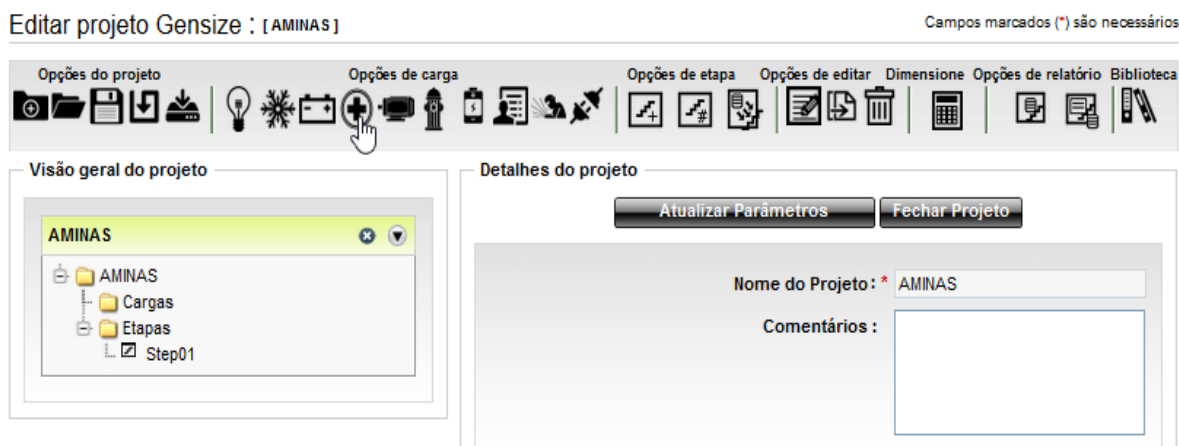 Editar projeto Gensize : [ AMINAS ]
Campos marcados (*) são necessários
Opções do projeto
Opções de carga
Opções de etapa
Opções de editar
Dimensione
Opções de relatório
Biblioteca
Visão geral do projeto
AMINAS
AMINAS
Cargas
Etapas
Step01
Detalhes do projeto
Atualizar Parâmetros
Fechar Projeto
Nome do Projeto : * AMINAS
Comentários :